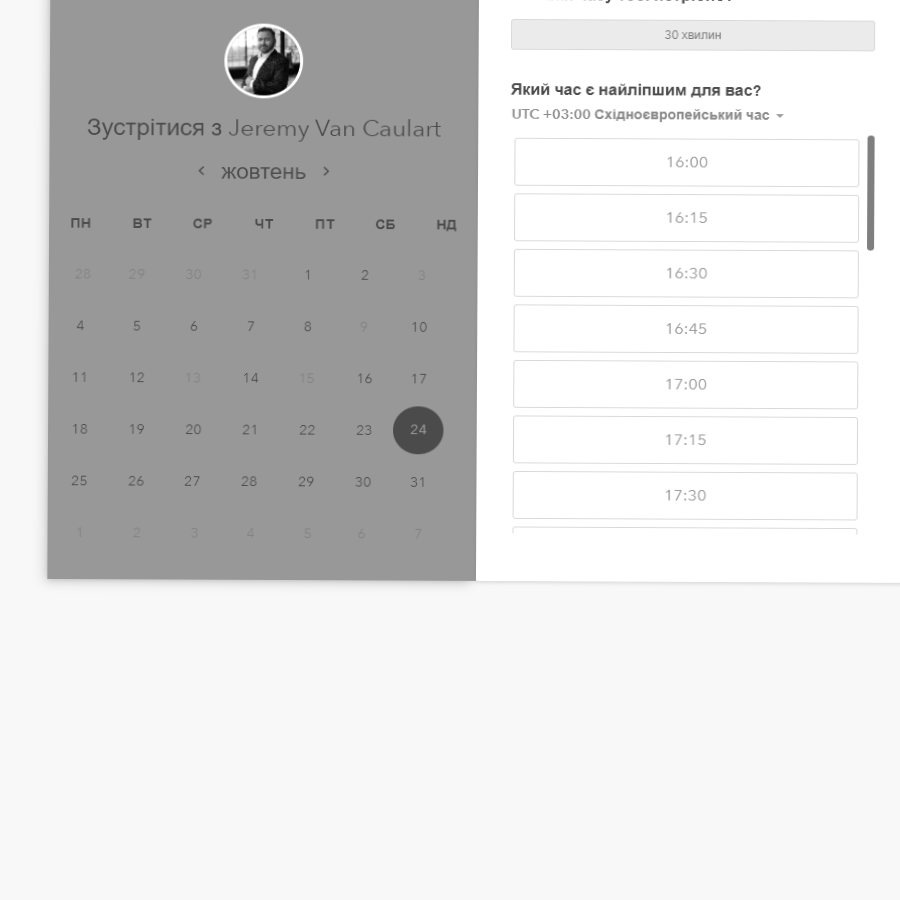 Зустрітися з Jeremy Van Caulart
жовтень
ПН ВТ СР ЧТ ПТ СБ НД
28 29 30 31 1 2 3
4 5 6 7 8 9 10
11 12 13 14 15 16 17
18 19 20 21 22 23 24
25 26 27 28 29 30 31
1 2 3 4 5 6 7
30 хвилин
Який час є найліпшим для вас?
UTC +03:00 Східноєвропейський час
16:00
16:15
16:30
16:45
17:00
17:15
17:30